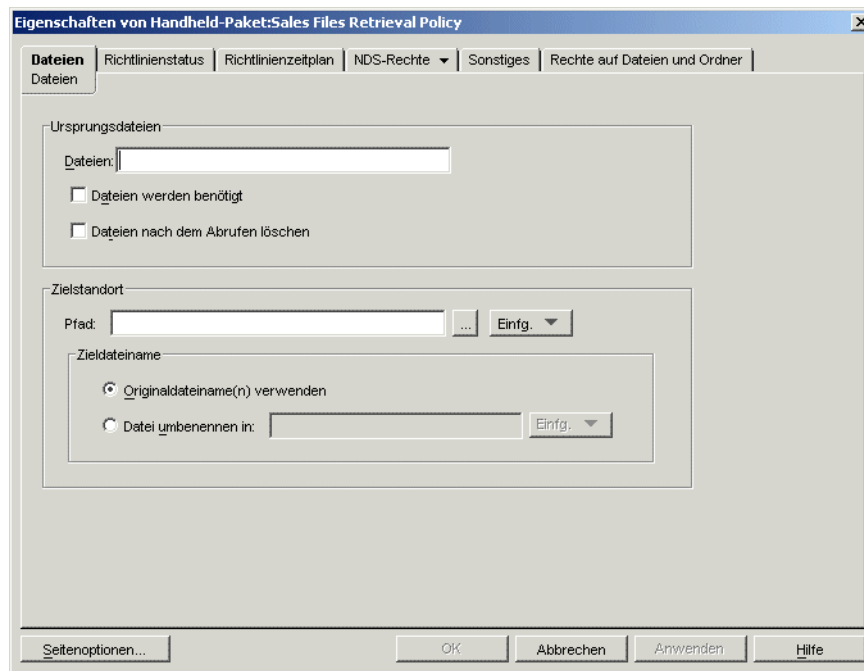 Eigenschaften von Handheld-Paket:Sales Files Retrieval Policy
Dateien Richtlinienstatus Richtlinienzeitplan NDS-Rechte Sonstiges Rechte auf Dateien und Ordner
Dateien
Ursprungsdateien
Dateien:
Dateien werden benötigt
Dateien nach dem Abrufen löschen
Zielstandort
Pfad: ... Einfg.
Zieldateiname
Originaldateiname(n) verwenden
Datei umbenennen in: Einfg.
Seitenoptionen... OK Abbrechen Anwenden Hilfe